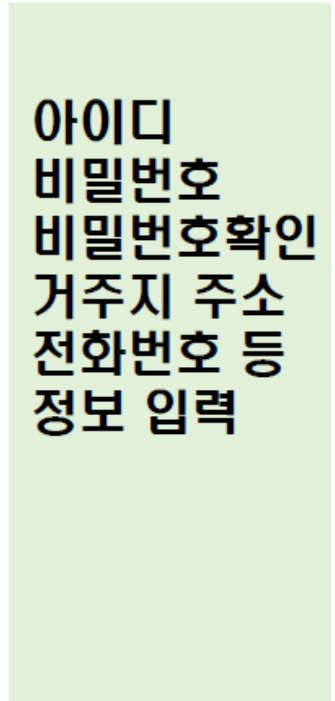 아이디
비밀번호
비밀번호확인
거주지 주소
전화번호 등
정보 입력